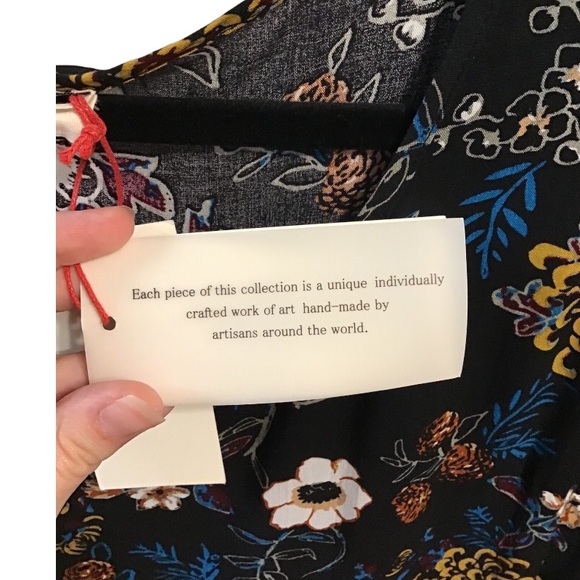 Each piece of this collection is a unique individually
crafted work of art hand-made by
artisans around the world.